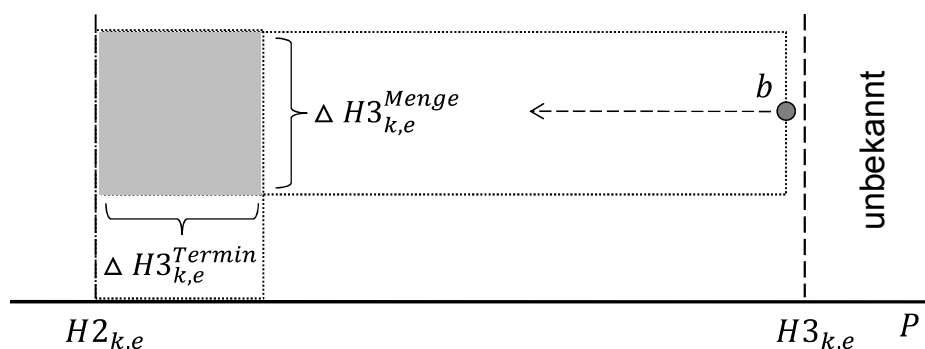 b
△ H3_{k,e}^{Menge}
unbekannt
△ H3_{k,e}^{Termin}
H2_{k,e}
H3_{k,e}
P